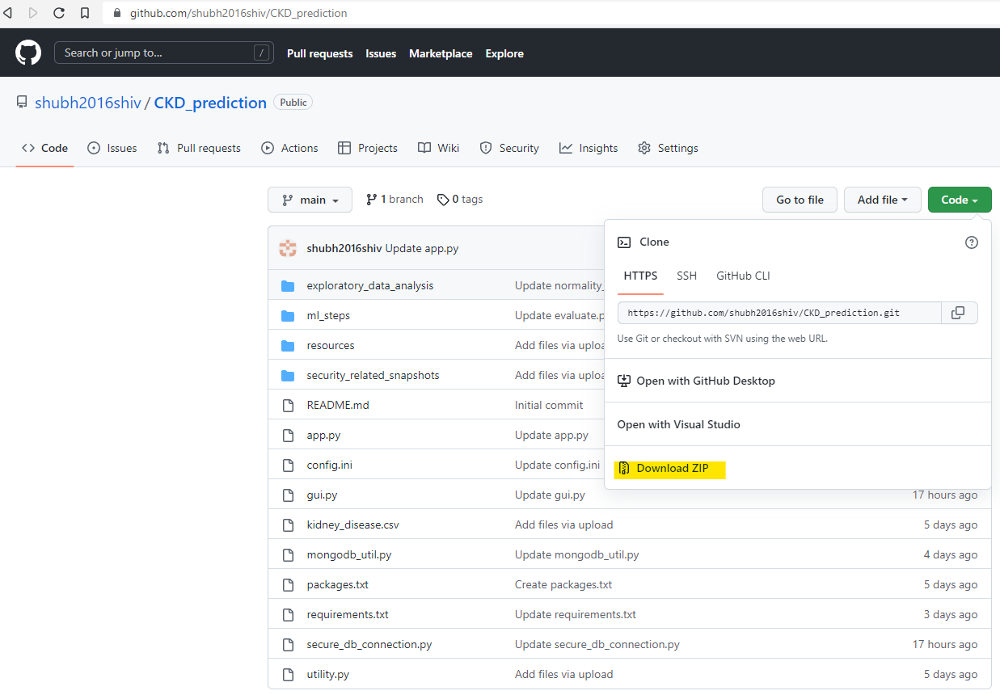 github.com/shubh2016shiv/CKD_prediction
Search or jump to... /
Pull requests Issues Marketplace Explore
shubh2016shiv / CKD_prediction Public
Code Issues Pull requests Actions Projects Wiki Security Insights Settings
main 1 branch 0 tags Go to file Add file Code
shubh2016shiv Update app.py
Clone
HTTPS SSH GitHub CLI
https://github.com/shubh2016shiv/CKD_prediction.git
Use Git or checkout with SVN using the web URL.
Open with GitHub Desktop
Open with Visual Studio
Download ZIP
exploratory_data_analysis Update normality_
ml_steps Update evaluate.p
resources Add files via uploa
security_related_snapshots Add files via uploa
README.md Initial commit
app.py Update app.py
config.ini Update config.ini
gui.py Update gui.py 17 hours ago
kidney_disease.csv Add files via upload 5 days ago
mongodb_util.py Update mongodb_util.py 4 days ago
packages.txt Create packages.txt 5 days ago
requirements.txt Update requirements.txt 3 days ago
secure_db_connection.py Update secure_db_connection.py 17 hours ago
utility.py Add files via upload 5 days ago